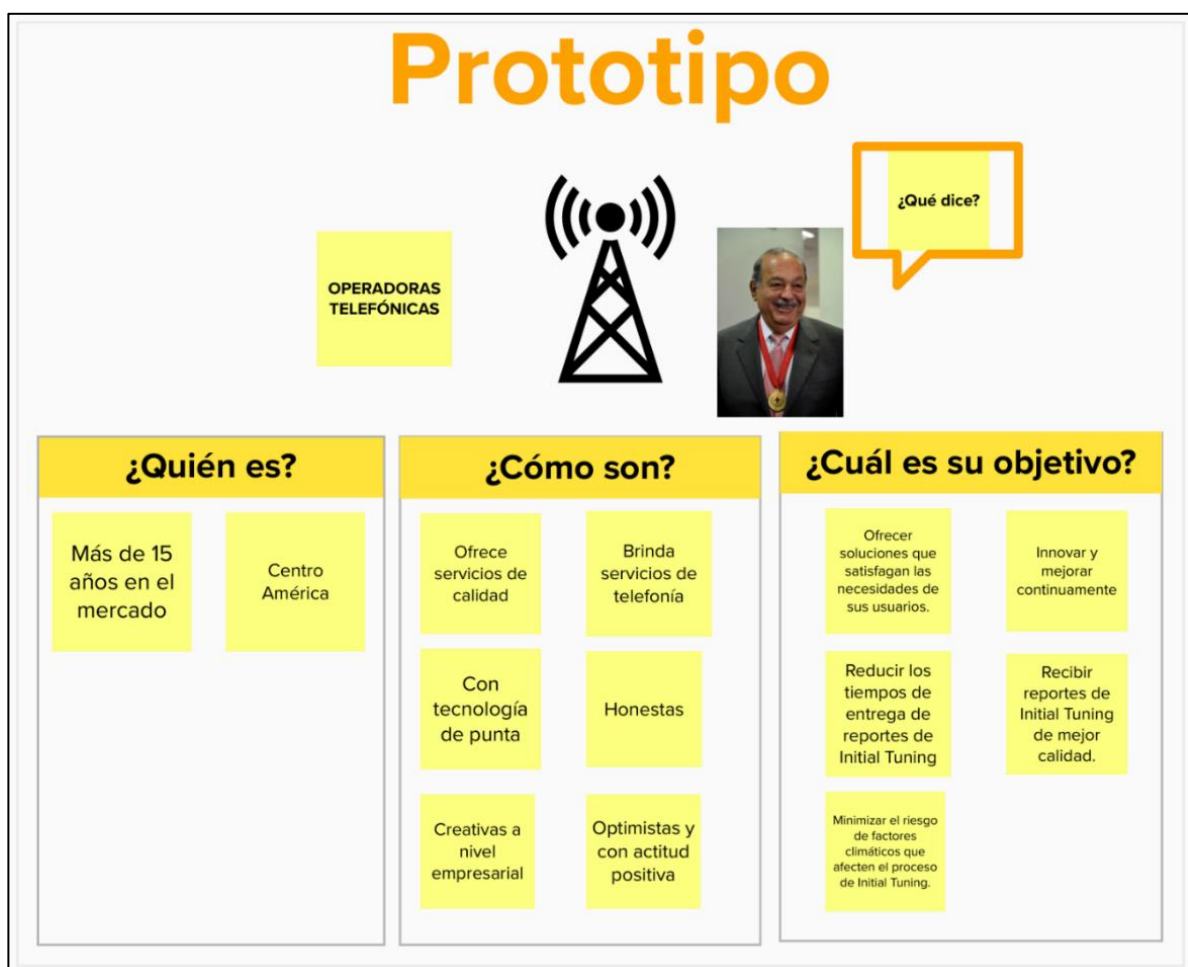 Prototipo
¿Qué dice?
OPERADORAS
TELEFÓNICAS
¿Quién es?
Más de 15
años en el
mercado
Centro
América
¿Cómo son?
Ofrece
servicios de
calidad
Brinda
servicios de
telefonía
Con
tecnología
de punta
Honestas
Creativas a
nivel
empresarial
Optimistas y
con actitud
positiva
¿Cuál es su objetivo?
Ofrecer
soluciones que
satisfagan las
necesidades de
sus usuarios.
Innovar y
mejorar
continuamente
Reducir los
tiempos de
entrega de
reportes de
Initial Tuning
Recibir
reportes de
Initial Tuning
de mejor
calidad.
Minimizar el riesgo
de factores
climáticos que
afecten el proceso
de Initial Tuning.